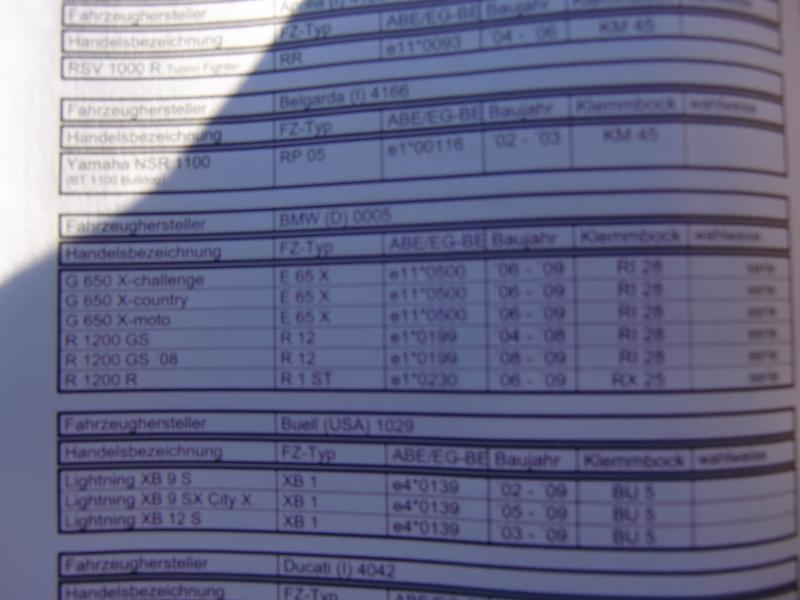 Fahrzeughersteller Aprilia (I)
Handelsbezeichnung FZ-Typ ABE/EG-BE Baujahr Klemmbock
RSV 1000 R Tuono Fighter RR e11*0093 ´04 - ´06 KM 45
Fahrzeughersteller Belgarda (I) 4166
Handelsbezeichnung FZ-Typ ABE/EG-BE Baujahr Klemmbock wahlweise
Yamaha NSR 1100 RP 05 e1*00116 ´02 - ´03 KM 45
(BT 1100 Bulldog)
Fahrzeughersteller BMW (D) 0005
Handelsbezeichnung FZ-Typ ABE/EG-BE Baujahr Klemmbock wahlweise
G 650 X-challenge E 65 X e11*0500 ´06 - ´09 RI 28 serie
G 650 X-country E 65 X e11*0500 ´06 - ´09 RI 28 serie
G 650 X-moto E 65 X e11*0500 ´06 - ´09 RI 28 serie
R 1200 GS R 12 e1*0199 ´04 - ´08 RI 28 serie
R 1200 GS ´08 R 12 e1*0199 ´08 - ´09 RI 28 serie
R 1200 R R 1 ST e1*0230 ´06 - ´09 RX 25 serie
Fahrzeughersteller Buell (USA) 1029
Handelsbezeichnung FZ-Typ ABE/EG-BE Baujahr Klemmbock wahlweise
Lightning XB 9 S XB 1 e4*0139 ´02 - ´09 BU 5
Lightning XB 9 SX City X XB 1 e4*0139 ´05 - ´09 BU 5
Lightning XB 12 S XB 1 e4*0139 ´03 - ´09 BU 5
Fahrzeughersteller Ducati (I) 4042
Handelsbezeichnung FZ-Typ ABE/EG-BE